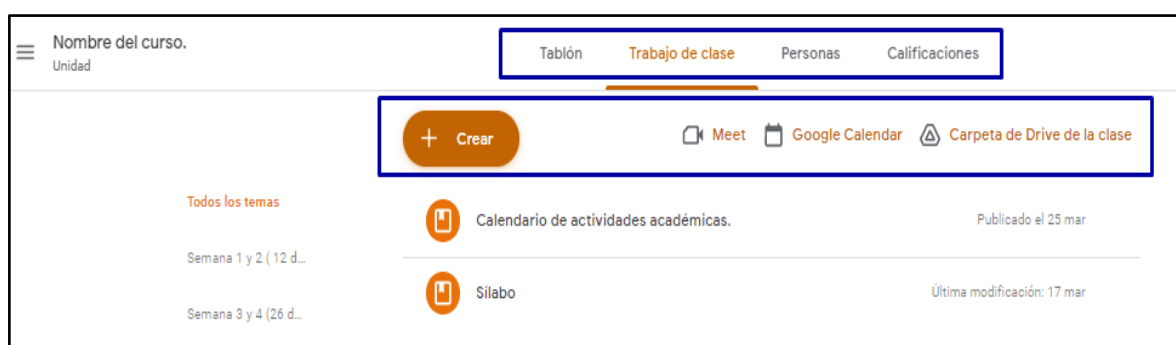 Nombre del curso.
Unidad
Tablón Trabajo de clase Personas Calificaciones
+ Crear Meet Google Calendar Carpeta de Drive de la clase
Todos los temas
Calendario de actividades académicas. Publicado el 25 mar
Semana 1 y 2 ( 12 d...
Sílabo Última modificación: 17 mar
Semana 3 y 4 (26 d...